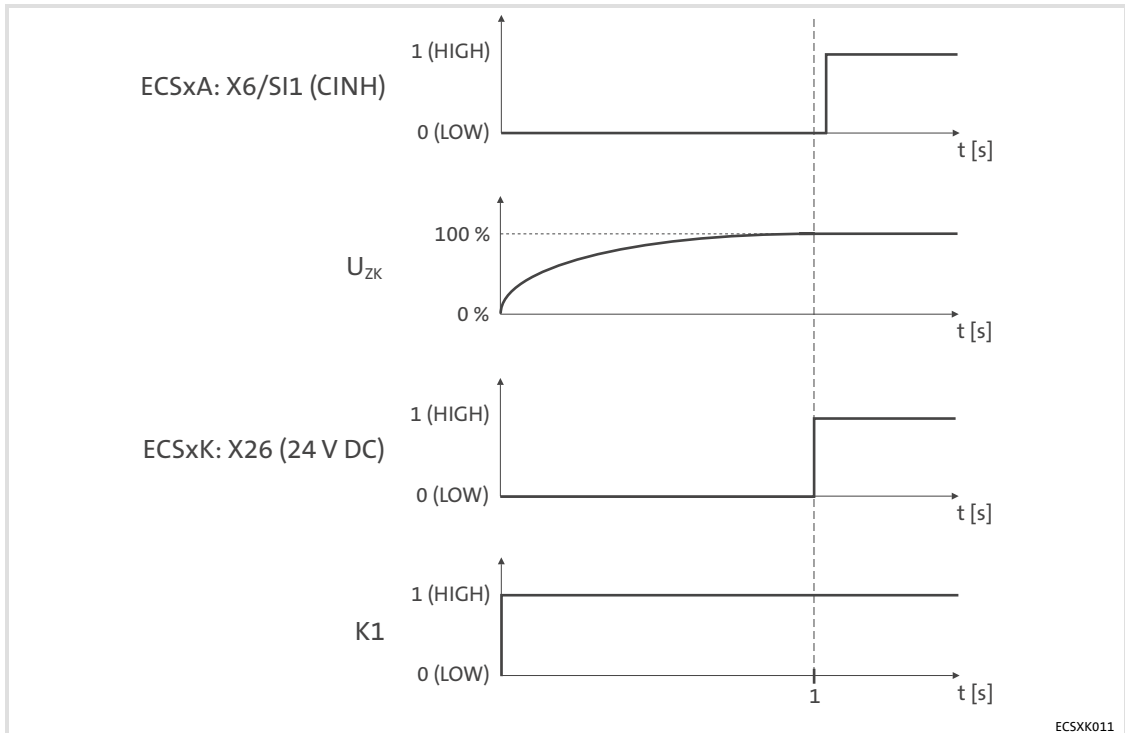 1 (HIGH)
ECSxA: X6/SI1 (CINH)
0 (LOW)
t [s]
100 %
UZK
0 %
t [s]
1 (HIGH)
ECSxK: X26 (24 V DC)
0 (LOW)
t [s]
1 (HIGH)
K1
0 (LOW)
1
t [s]
ECSXK011